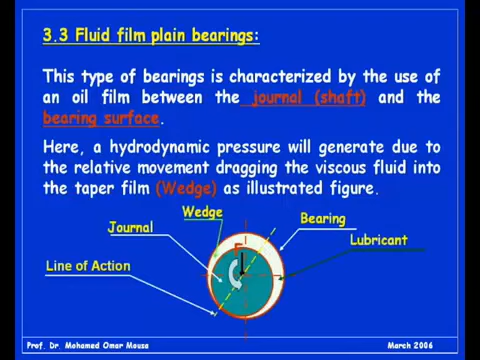 3.3 Fluid film plain bearings:
This type of bearings is characterized by the use of
an oil film between the journal (shaft) and the
bearing surface.
Here, a hydrodynamic pressure will generate due to
the relative movement dragging the viscous fluid into
the taper film (Wedge) as illustrated figure.
Wedge
Bearing
Journal
Lubricant
Line of Action
Prof. Dr. Mohamed Omar Mousa
March 2006